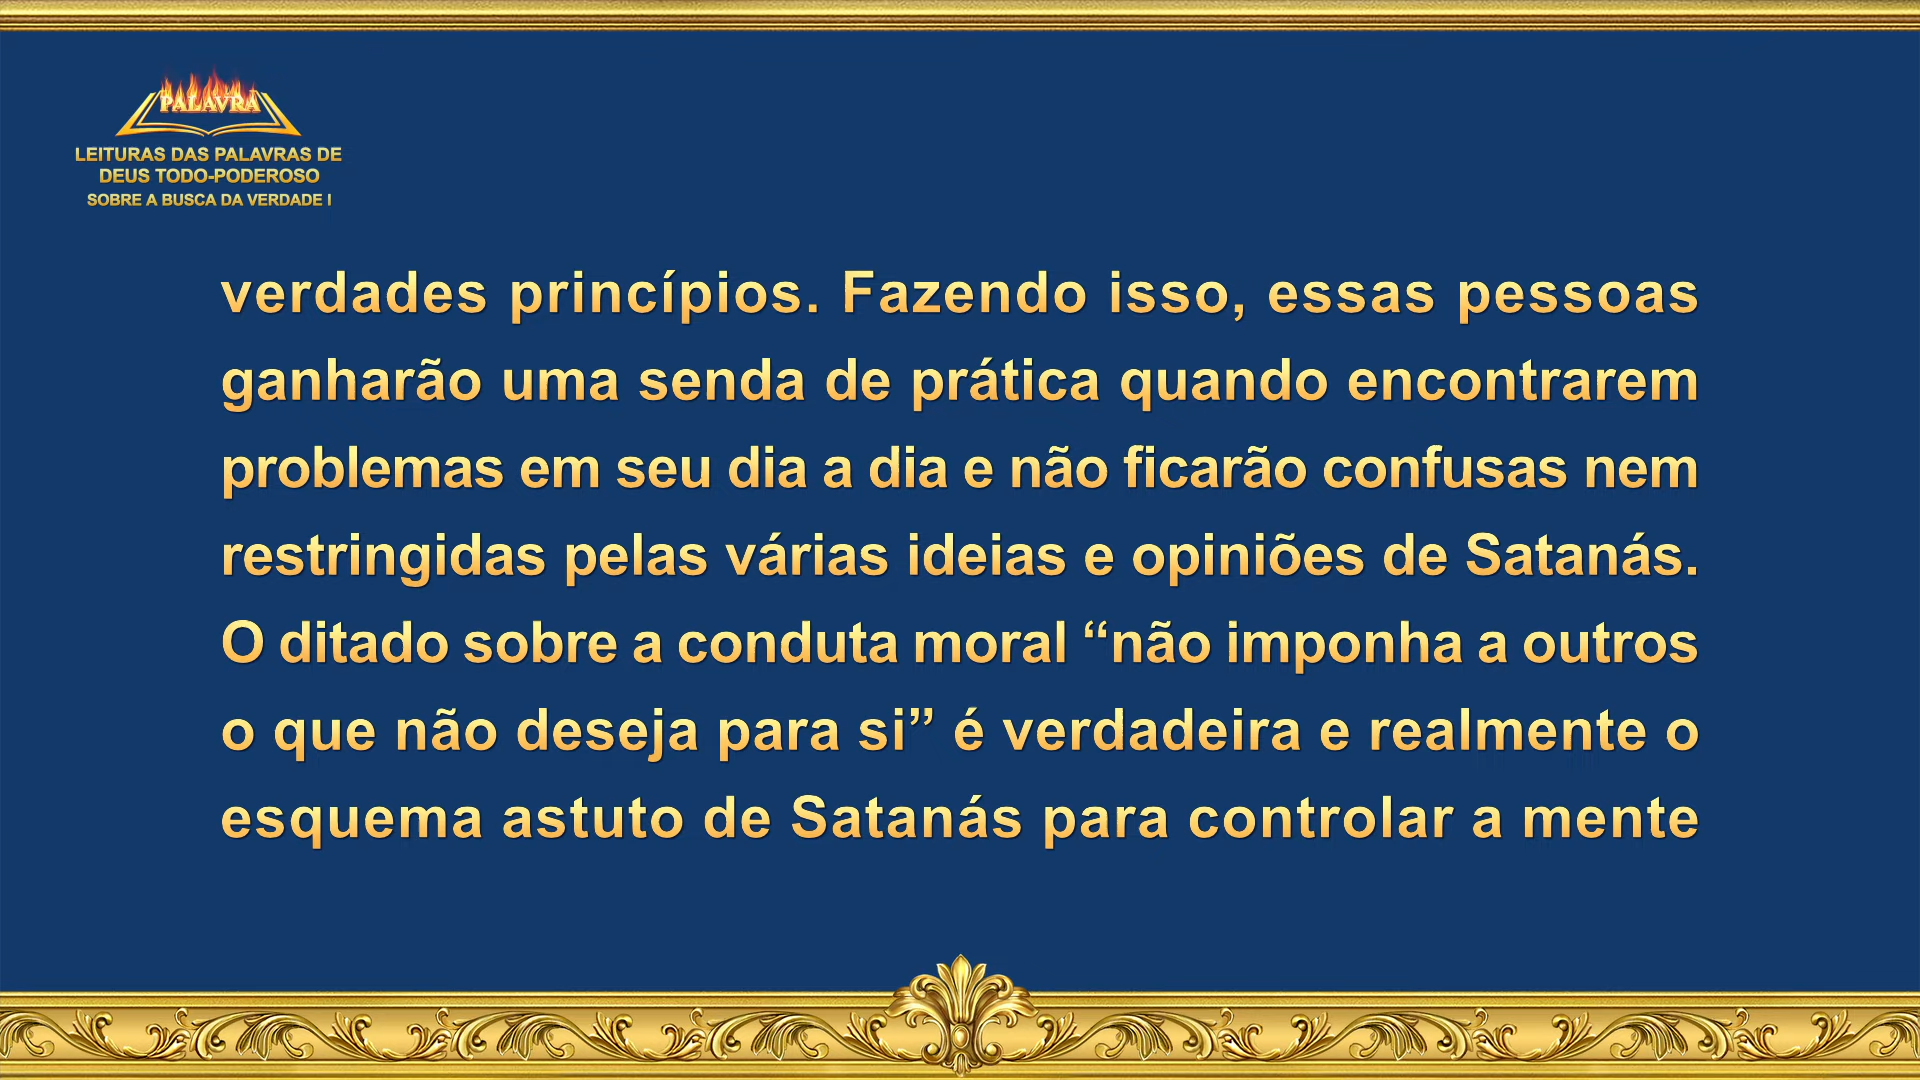 PALAVRA
LEITURAS DAS PALAVRAS DE
DEUS TODO-PODEROSO
SOBRE A BUSCA DA VERDADE I
verdades princípios. Fazendo isso, essas pessoas
ganharão uma senda de prática quando encontrarem
problemas em seu dia a dia e não ficarão confusas nem
restringidas pelas várias ideias e opiniões de Satanás.
O ditado sobre a conduta moral “não imponha a outros
o que não deseja para si” é verdadeira e realmente o
esquema astuto de Satanás para controlar a mente